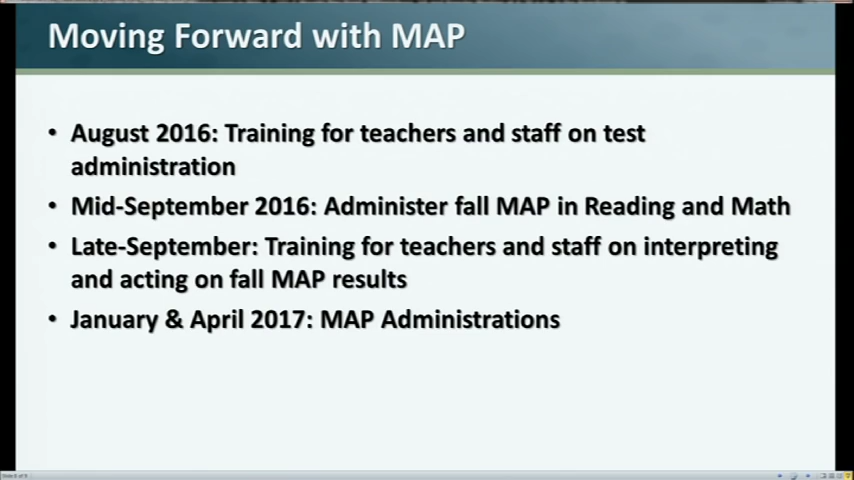 Moving Forward with MAP
• August 2016: Training for teachers and staff on test
administration
• Mid-September 2016: Administer fall MAP in Reading and Math
• Late-September: Training for teachers and staff on interpreting
and acting on fall MAP results
• January & April 2017: MAP Administrations